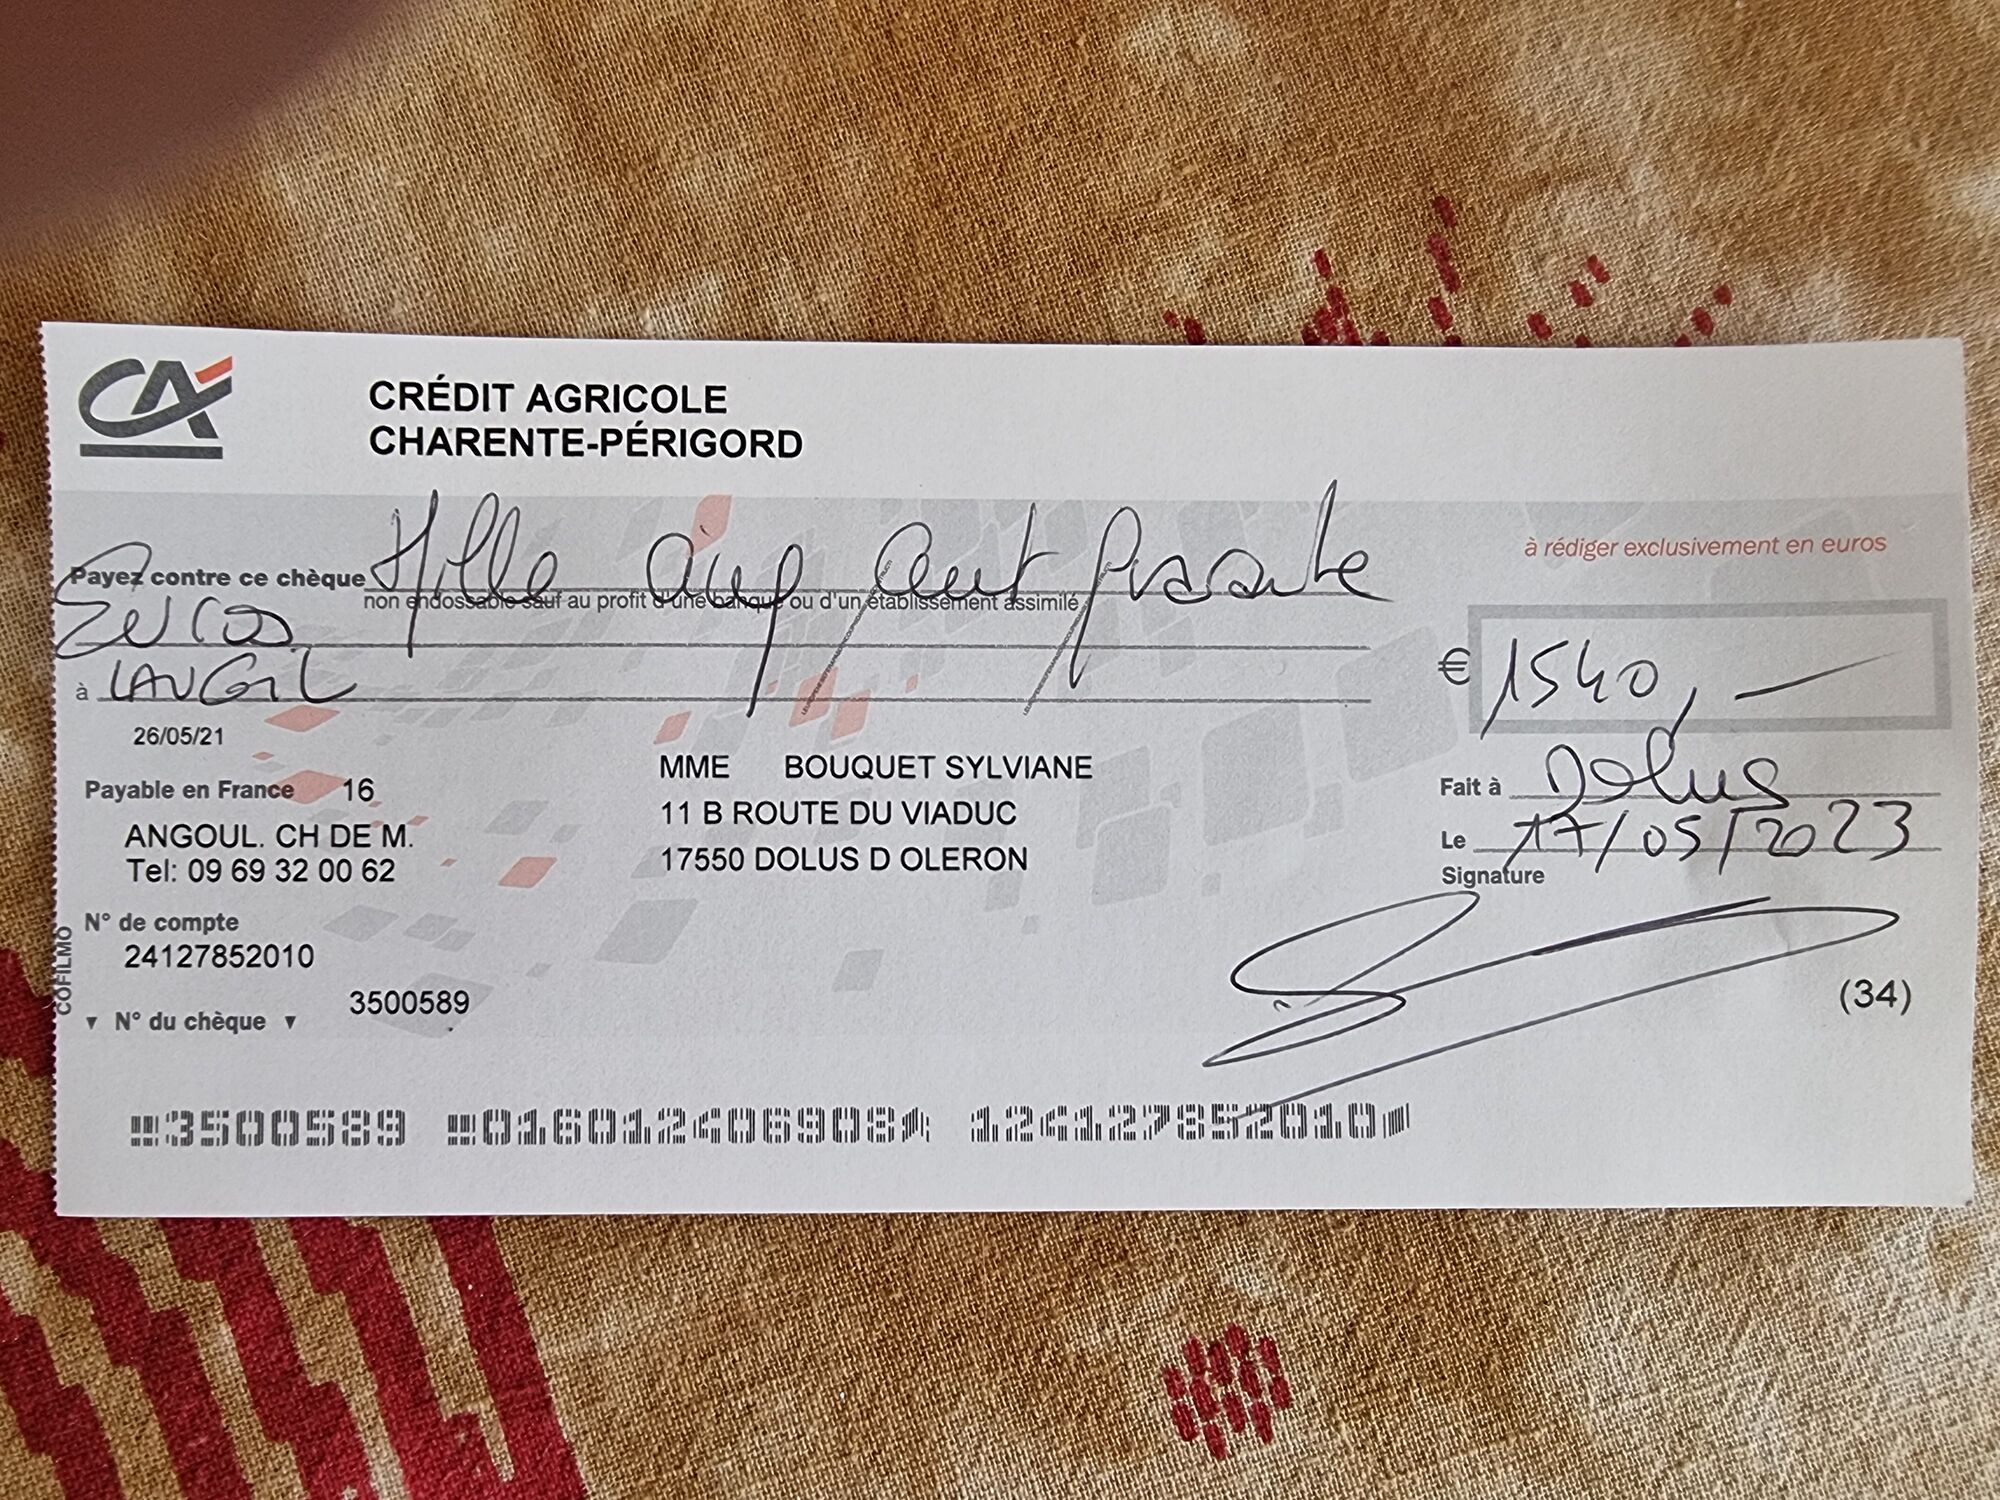 CA
CRÉDIT AGRICOLE
CHARENTE-PÉRIGORD
à rédiger exclusivement en euros
Payez contre ce chèque Mille cinq cent quarante
non endossable sauf au profit d'une banque ou d'un établissement assimilé
Euros
à LAUGIL
€ 1540,—
26/05/21
Payable en France 16
ANGOUL. CH DE M.
Tel: 09 69 32 00 62
MME BOUQUET SYLVIANE
11 B ROUTE DU VIADUC
17550 DOLUS D OLERON
Fait à Dolus
Le 17/05/2023
Signature
N° de compte
24127852010
COFILMO
N° du chèque
3500589
(34)
3500589 016012406908 124127852010